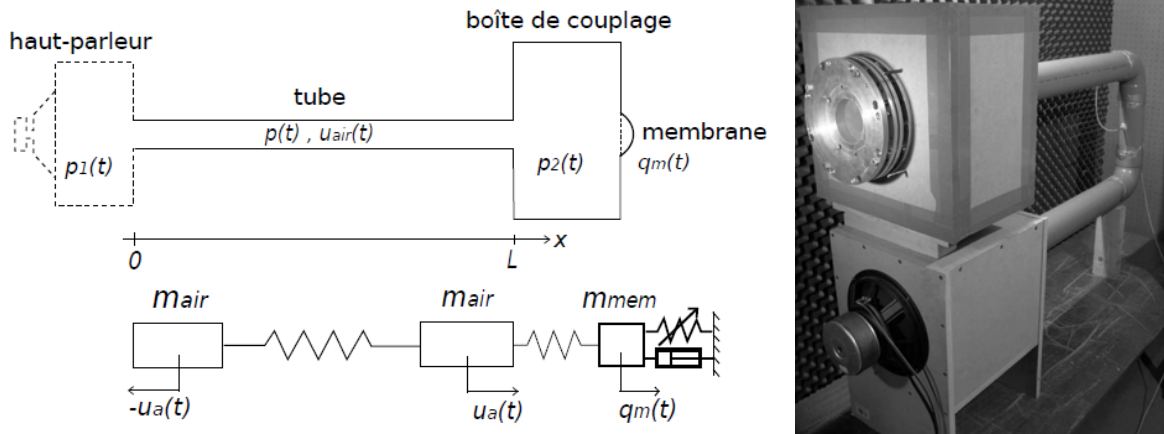 boîte de couplage
haut-parleur
tube
p(t) , uair(t)
membrane
p1(t)
p2(t)
qm(t)
0
L
x
mair
mair
mmem
-ua(t)
ua(t)
qm(t)